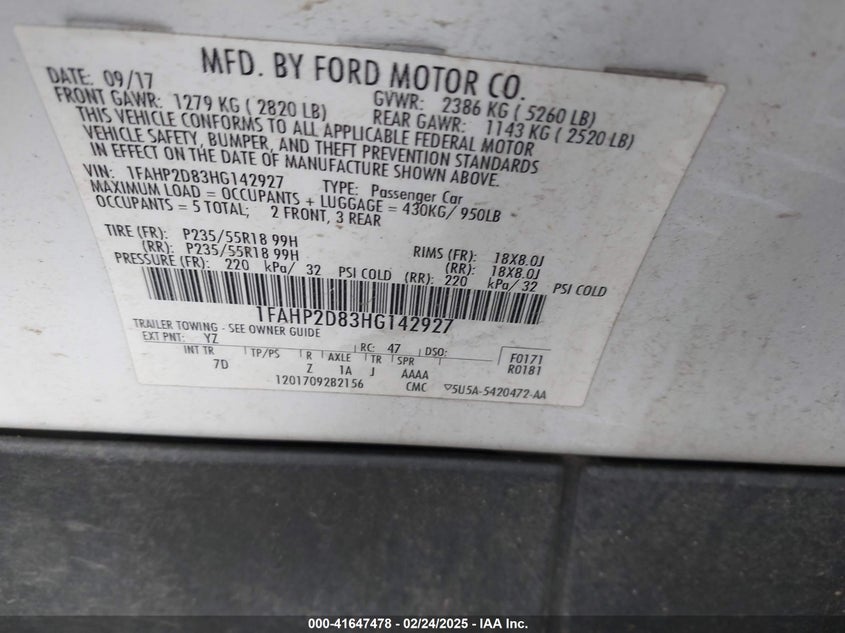 MFD. BY FORD MOTOR CO.
DATE: 09/17 GVWR: 2386 KG ( 5260 LB)
FRONT GAWR: 1279 KG ( 2820 LB) REAR GAWR: 1143 KG ( 2520 LB)
THIS VEHICLE CONFORMS TO ALL APPLICABLE FEDERAL MOTOR
VEHICLE SAFETY, BUMPER, AND THEFT PREVENTION STANDARDS
IN EFFECT ON THE DATE OF MANUFACTURE SHOWN ABOVE.
VIN: 1FAHP2D83HG142927 TYPE: Passenger Car
MAXIMUM LOAD = OCCUPANTS + LUGGAGE = 430KG/ 950LB
OCCUPANTS = 5 TOTAL; 2 FRONT, 3 REAR
TIRE (FR): P235/55R18 99H RIMS (FR): 18X8.0J
(RR): P235/55R18 99H (RR): 18X8.0J
PRESSURE (FR): 220 kPa/ 32 PSI COLD (RR): 220 kPa/ 32 PSI COLD
1FAHP2D83HG142927
TRAILER TOWING - SEE OWNER GUIDE
EXT PNT: YZ RC: 47 DSO: F0171
INT TR TP/PS R AXLE TR SPR R0181
7D Z 1A J AAAA
1201709282156 CMC ▽5U5A-5420472-AA
000-41647478 - 02/24/2025 - IAA Inc.